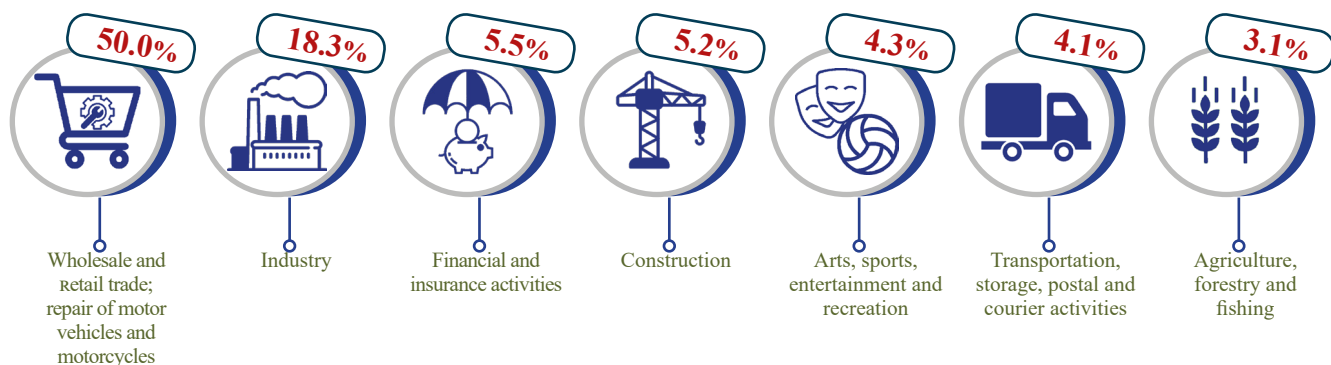 50.0%
18.3%
5.5%
5.2%
4.3%
4.1%
3.1%
Wholesale and
Retail trade;
repair of motor
vehicles and
motorcycles
Industry
Financial and
insurance activities
Construction
Arts, sports,
entertainment and
recreation
Transportation,
storage, postal and
courier activities
Agriculture,
forestry and
fishing